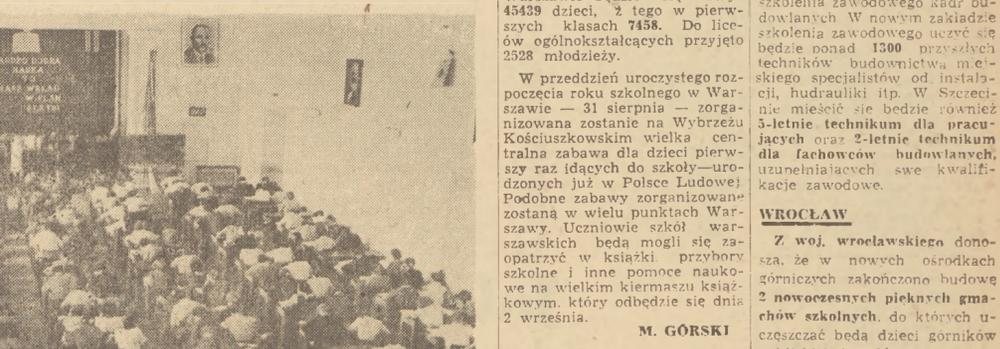 45439 dzieci, z tego w pierw-
szych klasach 7458. Do lice-
ów ogólnokształcących przyjęto
2528 młodzieży.
W przeddzień uroczystego roz-
poczęcia roku szkolnego w War-
szawie — 31 sierpnia — zorga-
nizowana zostanie na Wybrzeżu
Kościuszkowskim wielka cen-
tralna zabawa dla dzieci pierw-
szy raz idących do szkoły—uro-
dzonych już w Polsce Ludowej
Podobne zabawy zorganizowane
zostaną w wielu punktach War-
szawy. Uczniowie szkół war-
szawskich będą mogli się za-
opatrzyć w książki, przybory
szkolne i inne pomoce nauko-
we na wielkim kiermaszu książ-
kowym, który odbędzie się dnia
2 września.
M. GÓRSKI
szkolenia zawodowego kadr bu-
dowlanych W nowym zakładzie
szkolenia zawodowego uczyć się
będzie ponad 1300 przyszłych
techników budownictwa miej-
skiego specjalistów od instala-
cji, hudrauliki itp. W Szczeci-
nie mieścić się będzie również
5-letnie technikum dla pracu-
jących oraz 2-letnie technikum
dla fachowców budowlanych,
uzupełniających swe kwalifi-
kacje zawodowe.
WROCŁAW
Z woj. wrocławskiego dono-
szą, że w nowych ośrodkach
górniczych zakończono budowę
2 nowoczesnych pięknych gma-
chów szkolnych, do których u-
częszczać będą dzieci górników